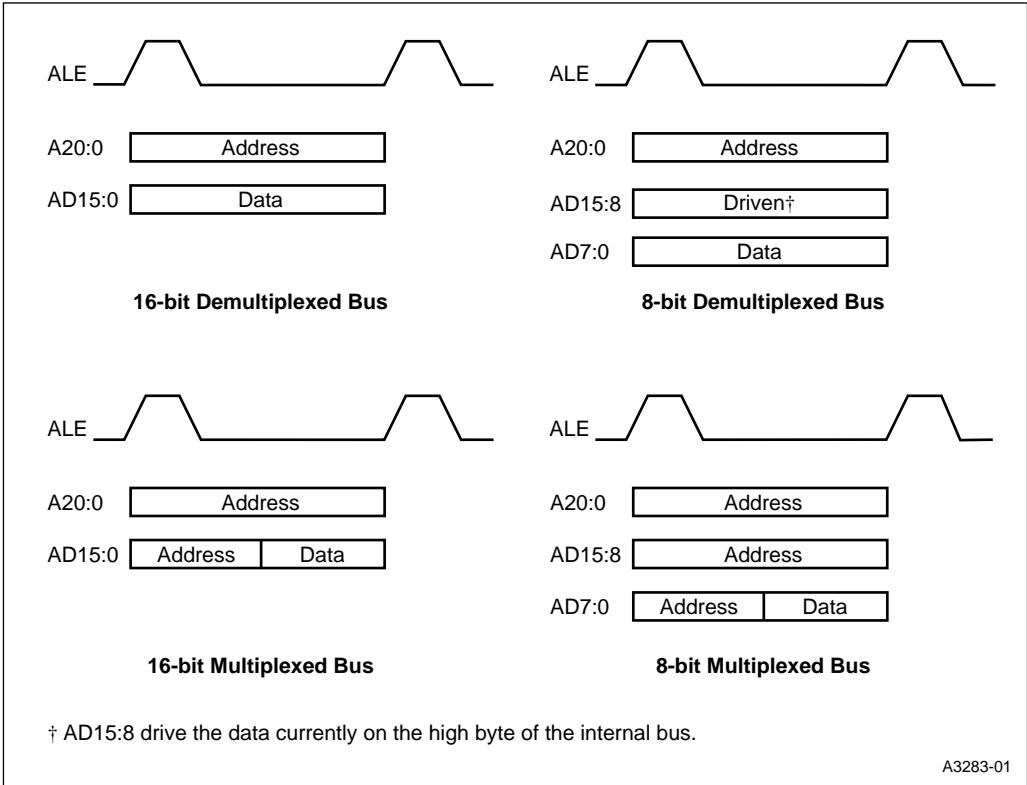 ALE
A20:0 Address
AD15:0 Data
16-bit Demultiplexed Bus
ALE
A20:0 Address
AD15:8 Driven†
AD7:0 Data
8-bit Demultiplexed Bus
ALE
A20:0 Address
AD15:0 Address Data
16-bit Multiplexed Bus
ALE
A20:0 Address
AD15:8 Address
AD7:0 Address Data
8-bit Multiplexed Bus
† AD15:8 drive the data currently on the high byte of the internal bus.
A3283-01